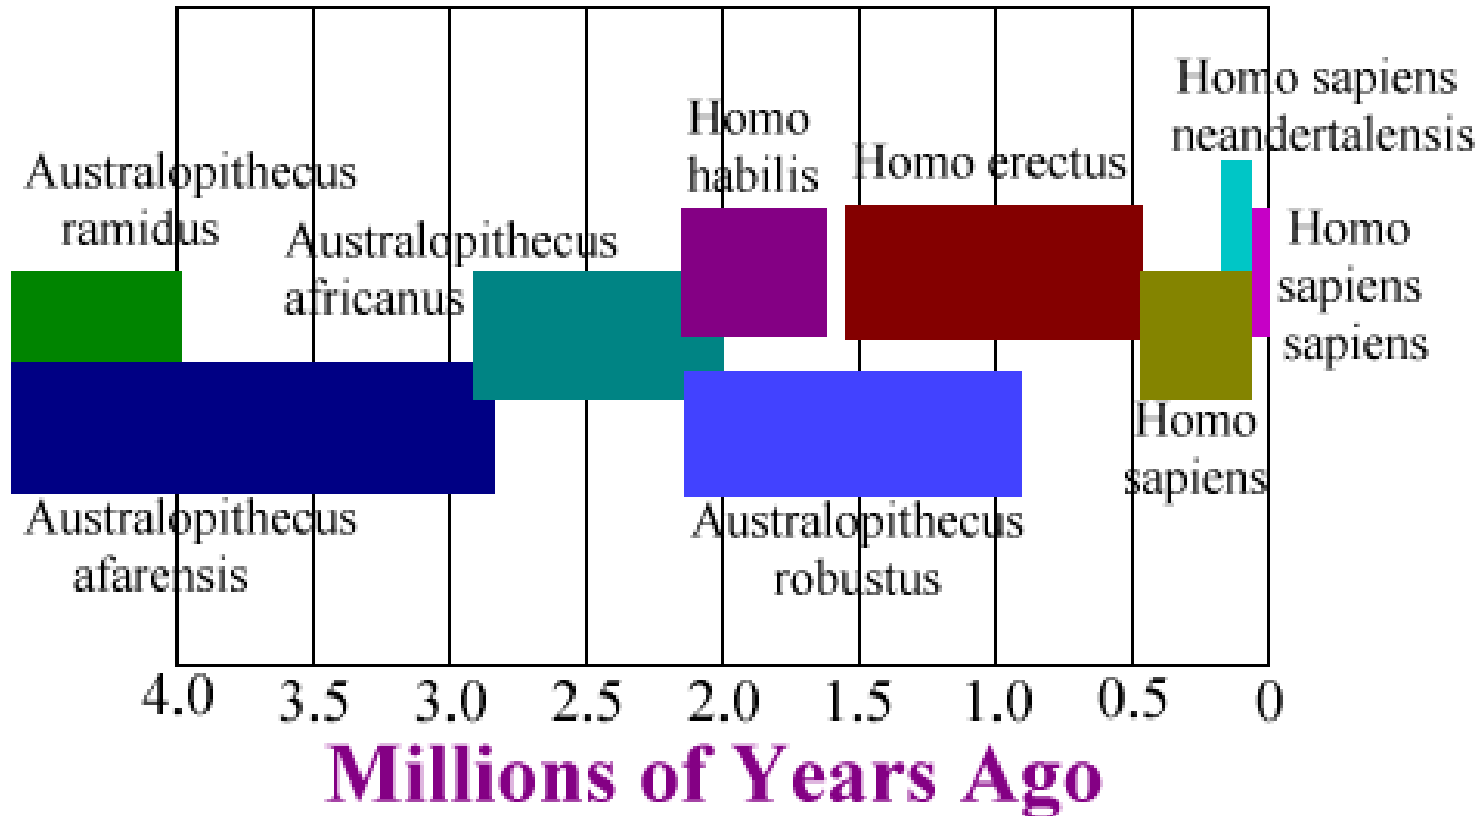 Homo sapiens
neandertalensis
Homo
habilis
Homo erectus
Australopithecus
ramidus
Australopithecus
africanus
Homo
sapiens
sapiens
Homo
sapiens
Australopithecus
afarensis
Australopithecus
robustus
4.0 3.5 3.0 2.5 2.0 1.5 1.0 0.5 0
Millions of Years Ago